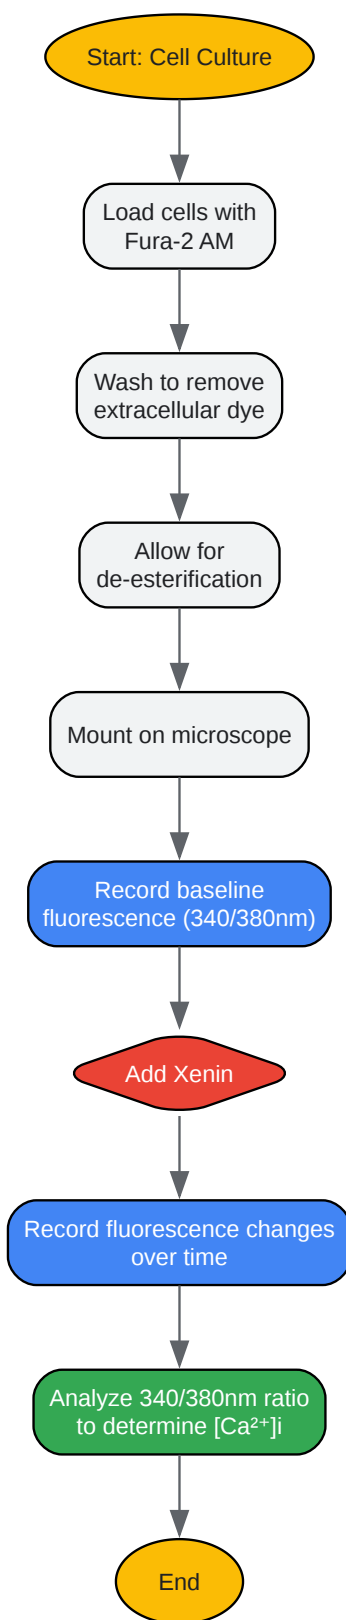 Start: Cell Culture
Load cells with
Fura-2 AM
Wash to remove
extracellular dye
Allow for
de-esterification
Mount on microscope
Record baseline
fluorescence (340/380nm)
Add Xenin
Record fluorescence changes
over time
Analyze 340/380nm ratio
to determine [Ca²⁺]i
End